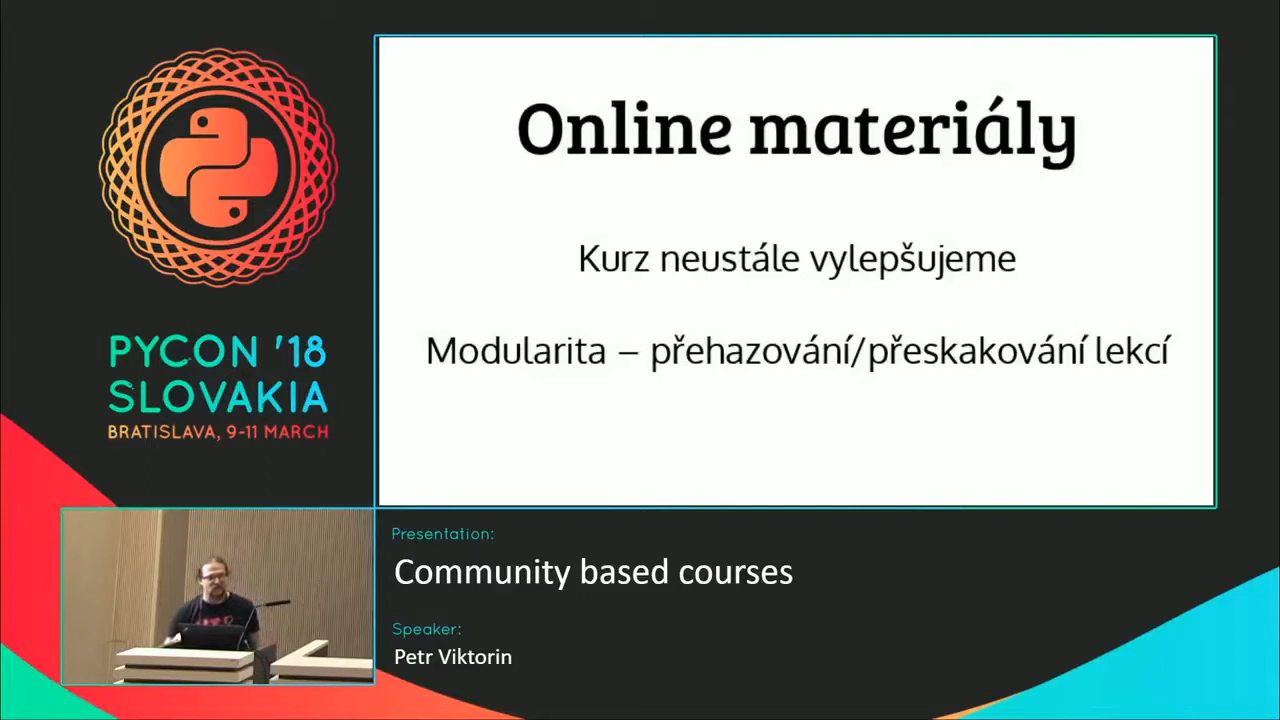 Online materiály
Kurz neustále vylepšujeme
Modularita – přehazování/přeskakování lekcí
PYCON '18
SLOVAKIA
BRATISLAVA, 9-11 MARCH
Presentation:
Community based courses
Speaker:
Petr Viktorin